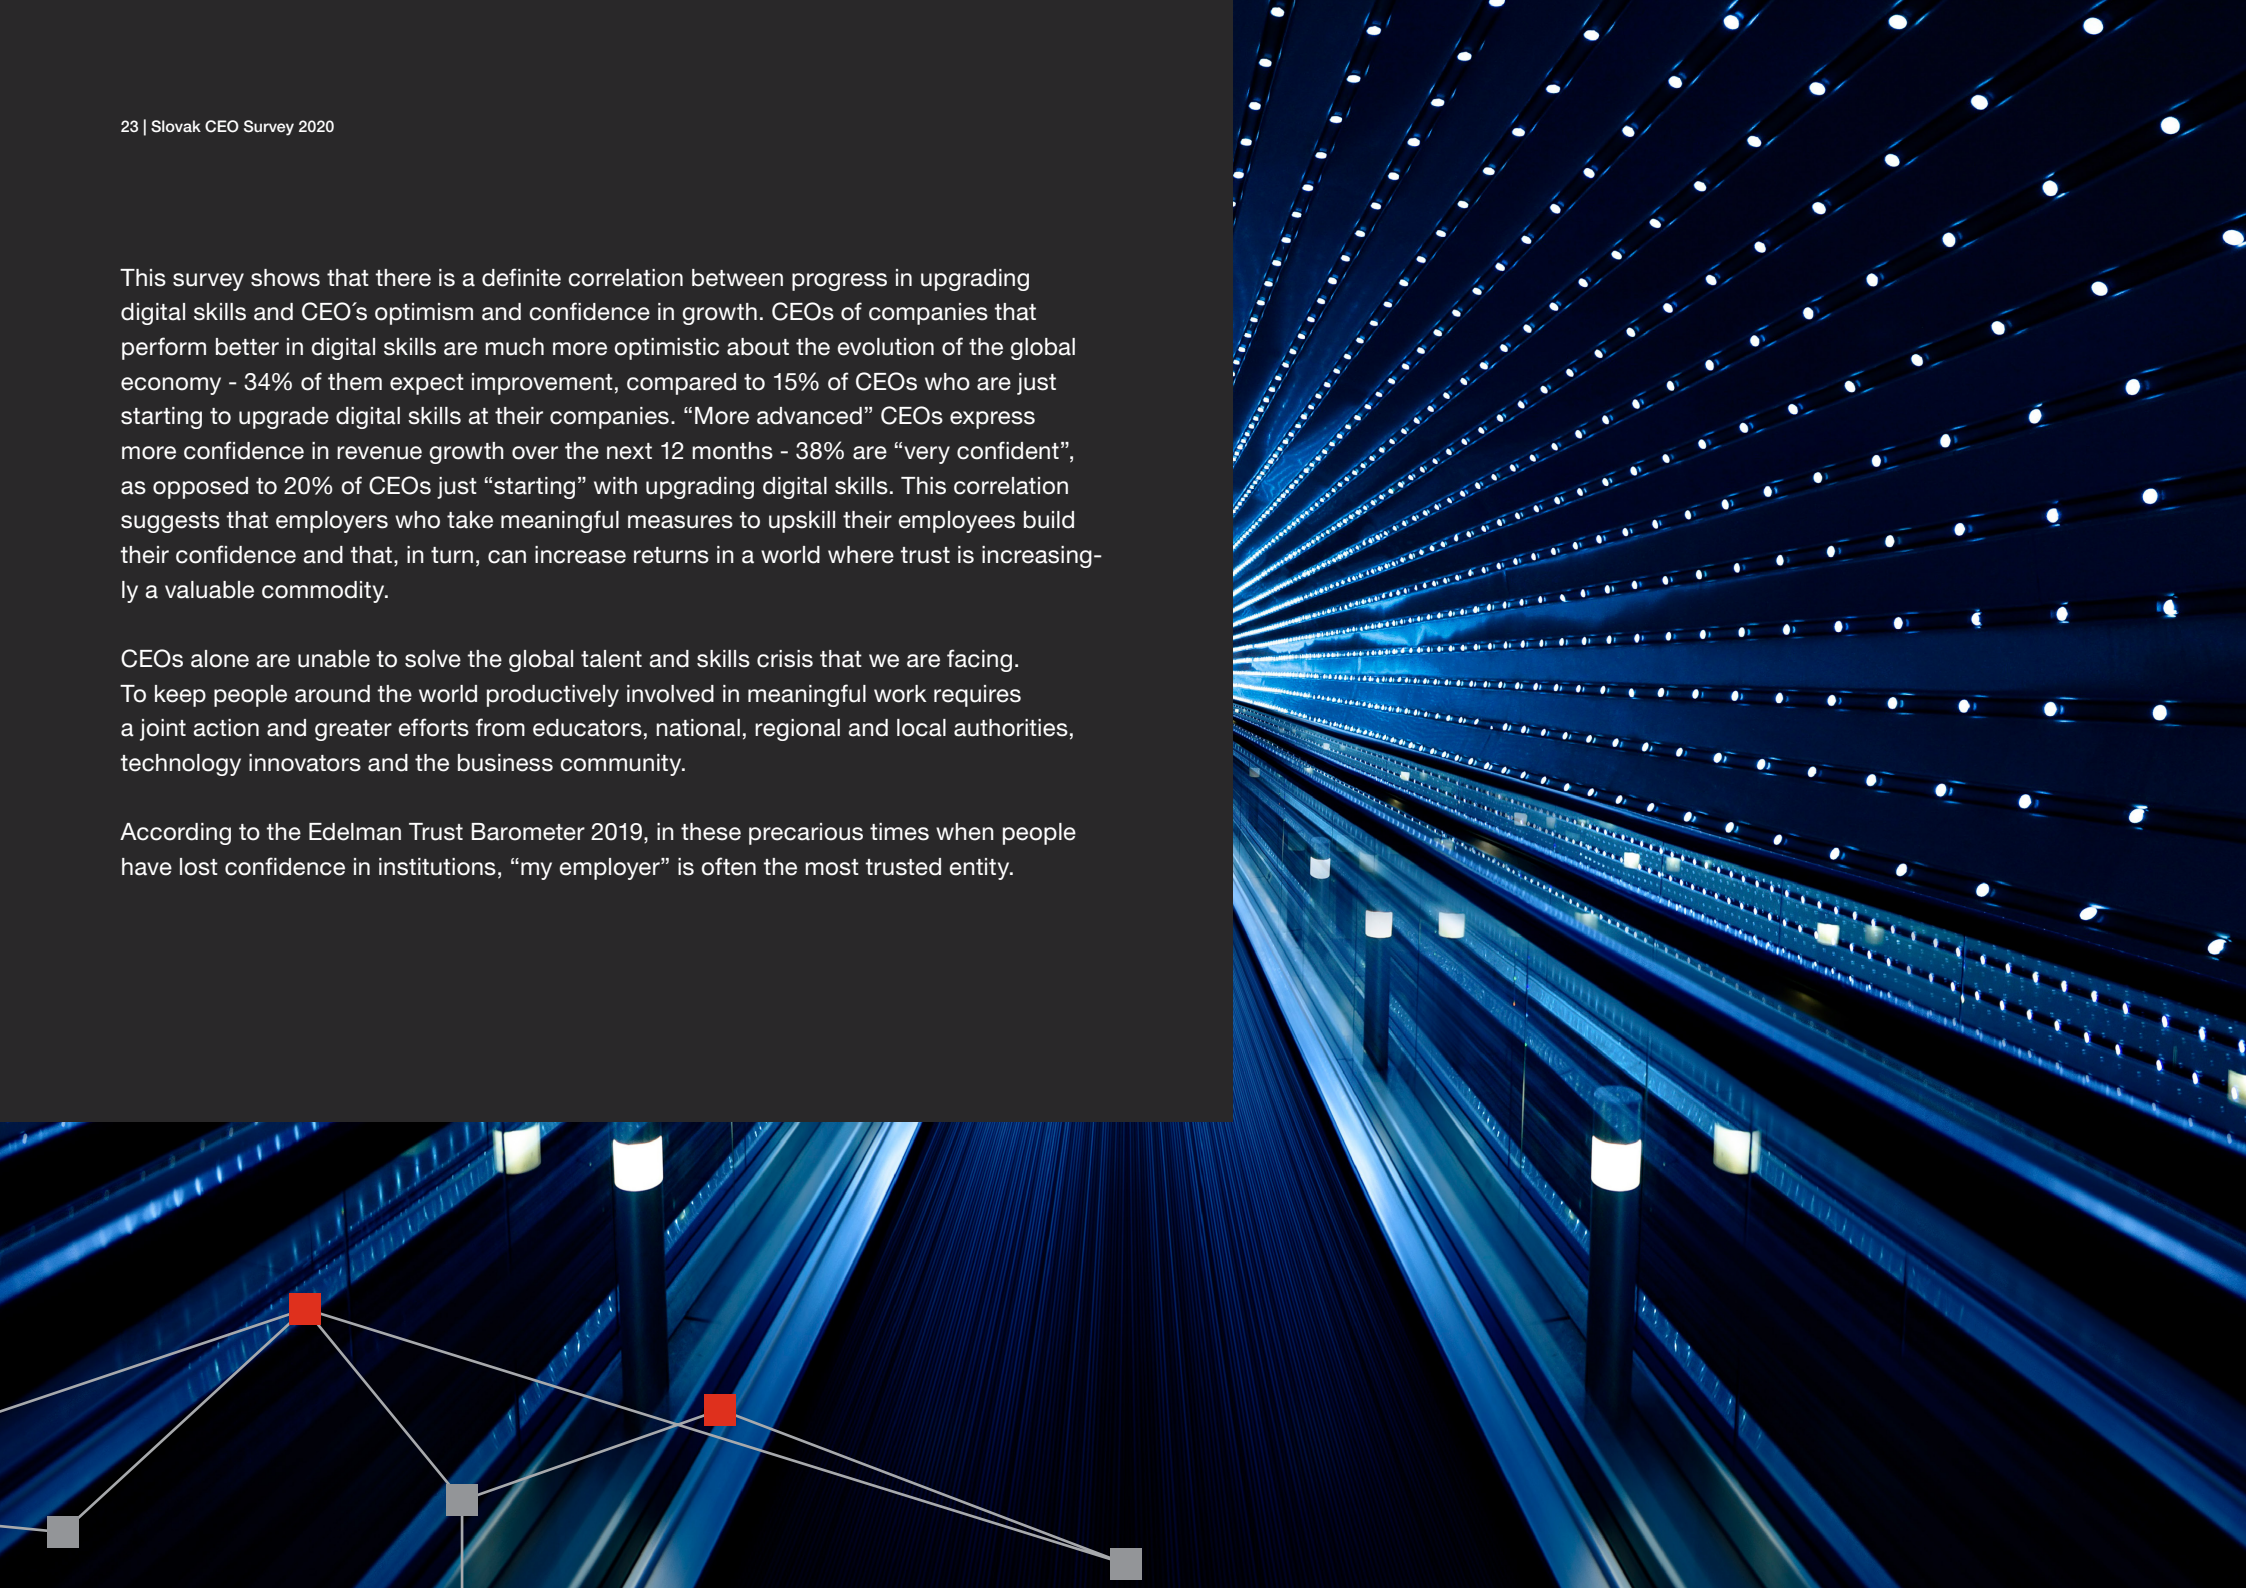 23 | Slovak CEO Survey 2020
This survey shows that there is a definite correlation between progress in upgrading
digital skills and CEO´s optimism and confidence in growth. CEOs of companies that
perform better in digital skills are much more optimistic about the evolution of the global
economy - 34% of them expect improvement, compared to 15% of CEOs who are just
starting to upgrade digital skills at their companies. “More advanced” CEOs express
more confidence in revenue growth over the next 12 months - 38% are “very confident”,
as opposed to 20% of CEOs just “starting” with upgrading digital skills. This correlation
suggests that employers who take meaningful measures to upskill their employees build
their confidence and that, in turn, can increase returns in a world where trust is increasing-
ly a valuable commodity.
CEOs alone are unable to solve the global talent and skills crisis that we are facing.
To keep people around the world productively involved in meaningful work requires
a joint action and greater efforts from educators, national, regional and local authorities,
technology innovators and the business community.
According to the Edelman Trust Barometer 2019, in these precarious times when people
have lost confidence in institutions, “my employer” is often the most trusted entity.